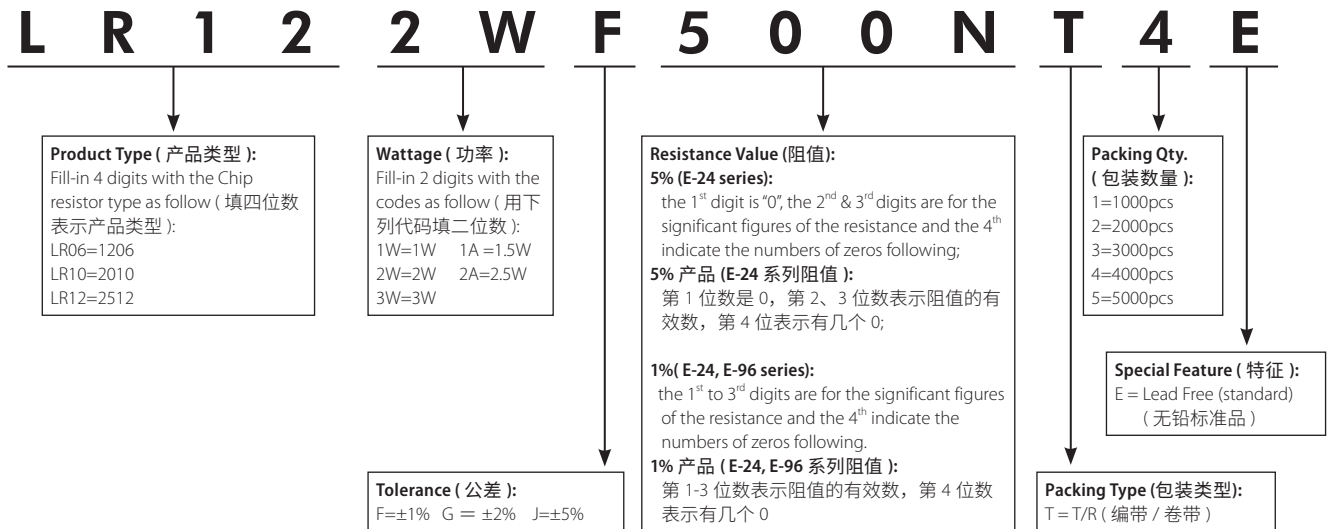 L R 1 2 2 W F 5 0 0 N T 4 E
Product Type ( 产品类型 ):
Fill-in 4 digits with the Chip
resistor type as follow ( 填四位数
表示产品类型 ):
LR06=1206
LR10=2010
LR12=2512
Wattage ( 功率 ):
Fill-in 2 digits with the
codes as follow ( 用下
列代码填二位数 ):
1W=1W 1A =1.5W
2W=2W 2A=2.5W
3W=3W
Resistance Value (阻值):
5% (E-24 series):
the 1st digit is "0", the 2nd & 3rd digits are for the
significant figures of the resistance and the 4th
indicate the numbers of zeros following;
5% 产品 (E-24 系列阻值 ):
第 1 位数是 0，第 2、3 位数表示阻值的有
效数，第 4 位表示有几个 0;
1%( E-24, E-96 series):
the 1st to 3rd digits are for the significant figures
of the resistance and the 4th indicate the
numbers of zeros following.
1% 产品 ( E-24, E-96 系列阻值 ):
第 1-3 位数表示阻值的有效数，第 4 位数
表示有几个 0
Packing Qty.
( 包装数量 ):
1=1000pcs
2=2000pcs
3=3000pcs
4=4000pcs
5=5000pcs
Special Feature ( 特征 ):
E = Lead Free (standard)
( 无铅标准品 )
Tolerance ( 公差 ):
F=±1% G = ±2% J=±5%
Packing Type (包装类型):
T = T/R ( 编带 / 卷带 )